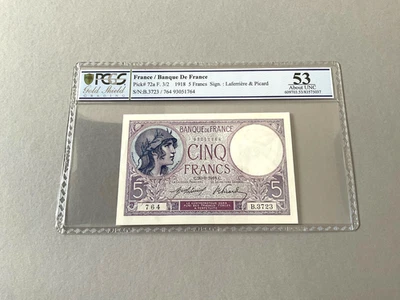 PCGS
Gold Shield
France / Banque De France
Pick# 72a F. 3/2 1918 5 Francs Sign. : Laferrière & Picard
S/N:B.3723 / 764 93051764
53
About UNC
BANQUE DE FRANCE
CINQ
FRANCS
5 5
764
B.3723